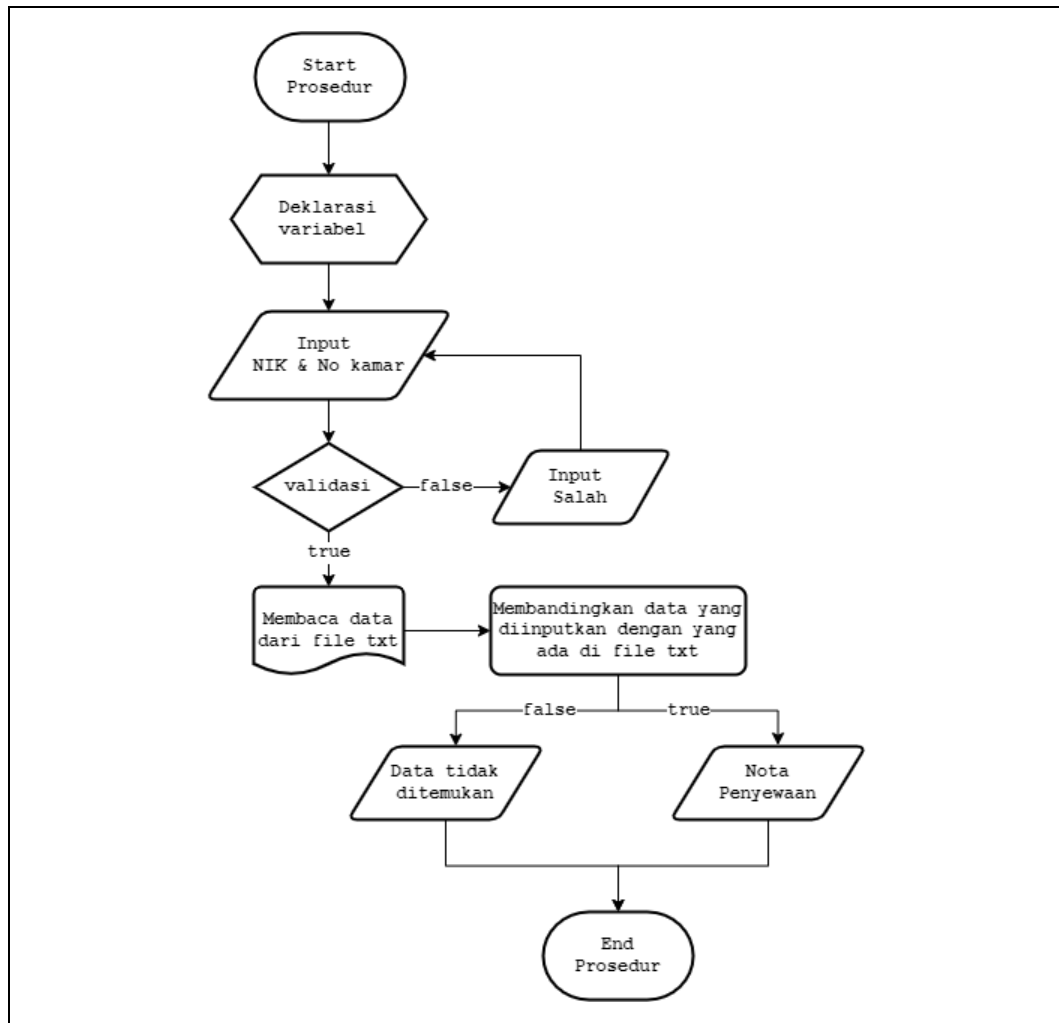 Start
Prosedur
Deklarasi
variabel
Input
NIK & No kamar
validasi
false
Input
Salah
true
Membaca data
dari file txt
Membandingkan data yang
diinputkan dengan yang
ada di file txt
false
true
Data tidak
ditemukan
Nota
Penyewaan
End
Prosedur